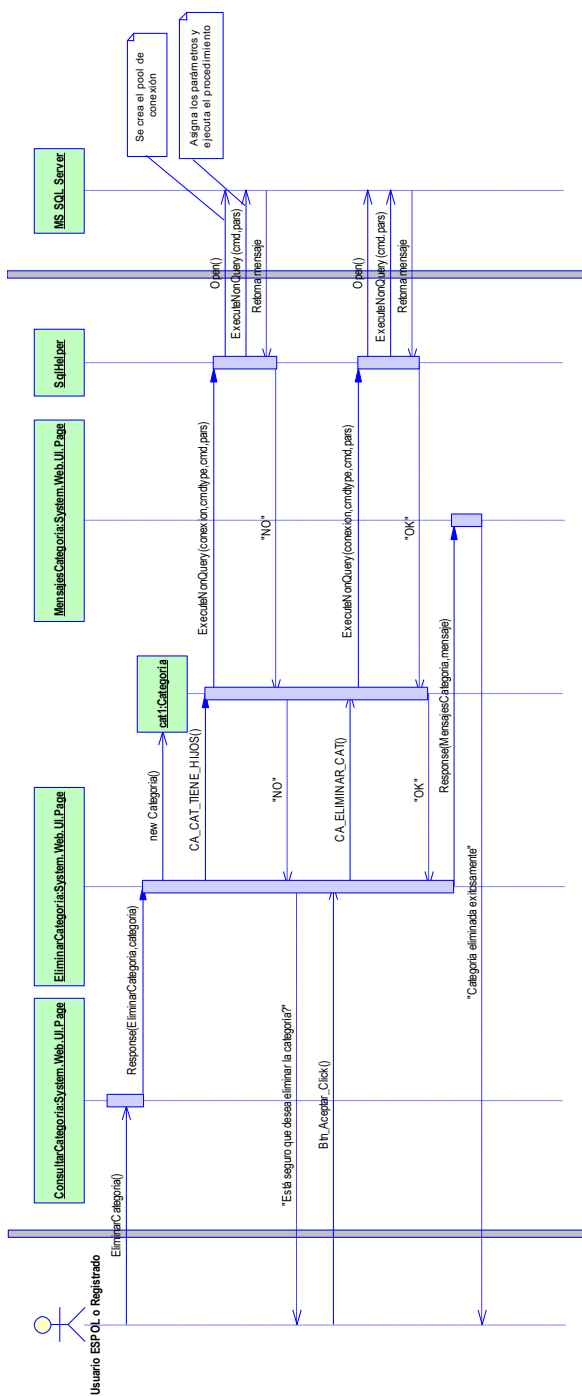 Usuario ESPOL o Registrado
ConsultarCategoria:System.Web.UI.Page
EliminarCategoria:System.Web.UI.Page
cat1:Categoria
MensajesCategoria:System.Web.UI.Page
SqlHelper
MS SQL Server
EliminarCategoria()
Response(EliminarCategoria,categoria)
new Categoria()
CA_CAT_TIENE_HIJOS()
ExecuteNonQuery(conexion,cmdtype,cmd,pars)
Open()
Se crea el pool de
conexión
ExecuteNonQuery(cmd,pars)
Asigna los parámetros y
ejecuta el procedimiento
Retorna mensaje
"NO"
"NO"
"Está seguro que desea eliminar la categoría?"
Btn_Aceptar_Click()
CA_ELIMINAR_CAT()
ExecuteNonQuery(conexion,cmdtype,cmd,pars)
Open()
ExecuteNonQuery(cmd,pars)
Retorna mensaje
"OK"
"OK"
Response(MensajesCategoria,mensaje)
"Categoría eliminada exitosamente"